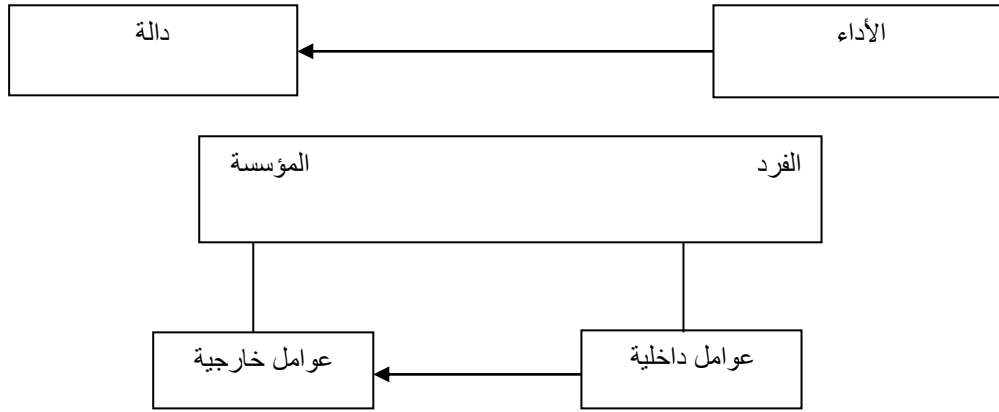 الأداء
دالة
الفرد المؤسسة
عوامل داخلية
عوامل خارجية